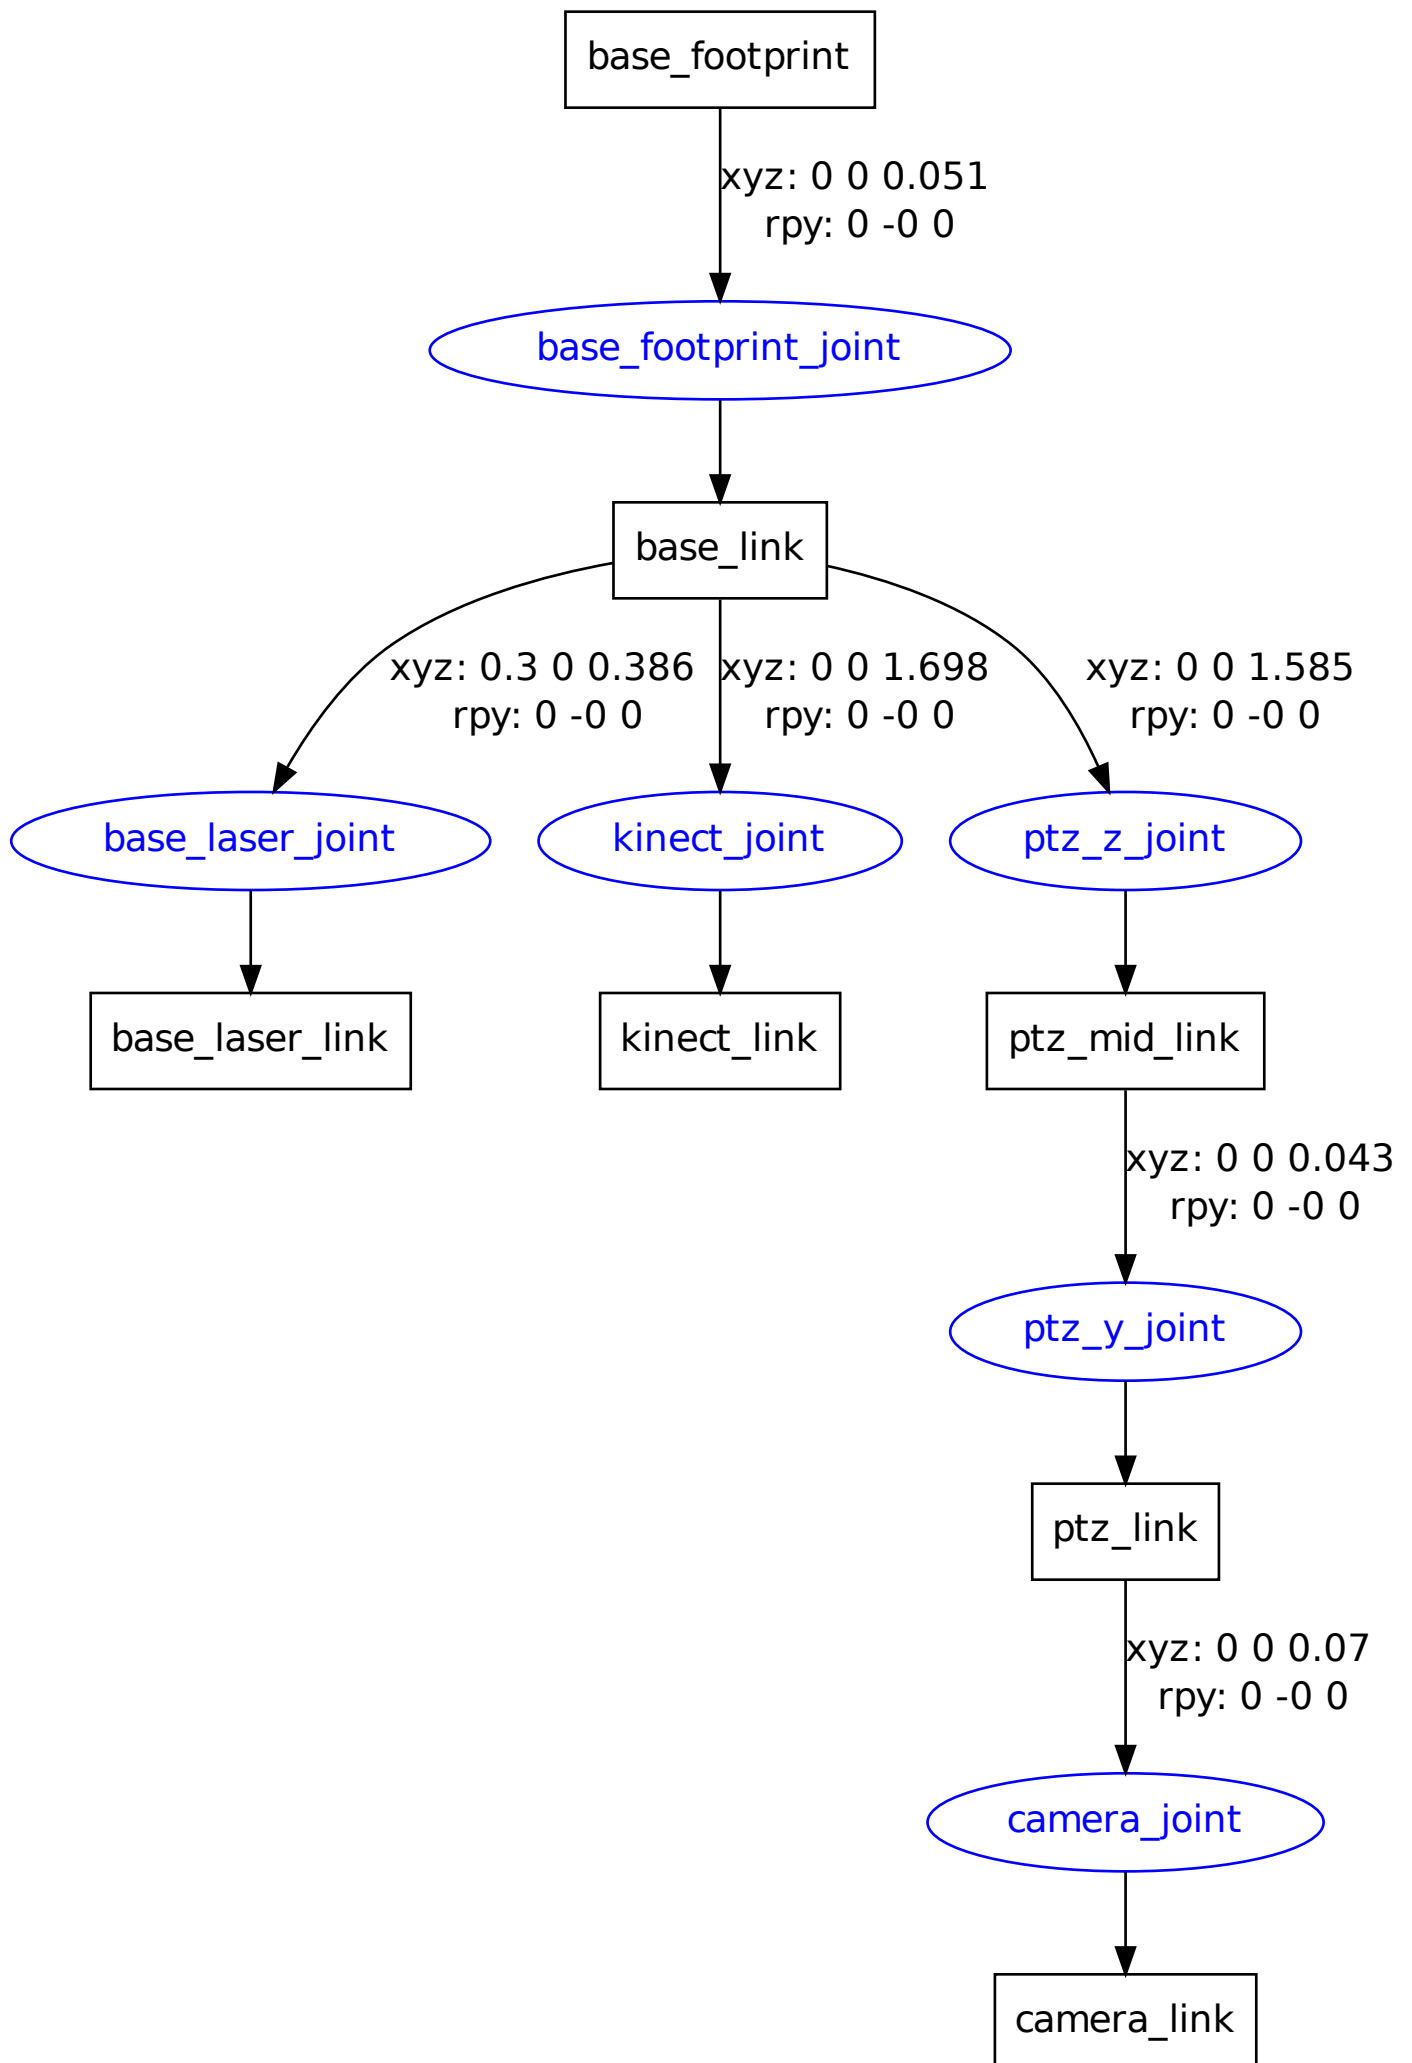 base_footprint
xyz: 0 0 0.051
rpy: 0 -0 0
base_footprint_joint
base_link
xyz: 0.3 0 0.386
rpy: 0 -0 0
xyz: 0 0 1.698
rpy: 0 -0 0
xyz: 0 0 1.585
rpy: 0 -0 0
base_laser_joint
kinect_joint
ptz_z_joint
base_laser_link
kinect_link
ptz_mid_link
xyz: 0 0 0.043
rpy: 0 -0 0
ptz_y_joint
ptz_link
xyz: 0 0 0.07
rpy: 0 -0 0
camera_joint
camera_link